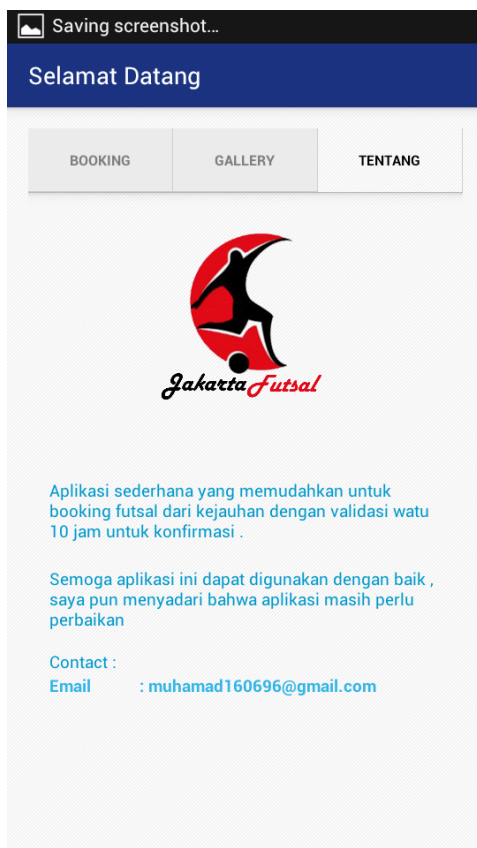 Saving screenshot...
Selamat Datang
BOOKING
GALLERY
TENTANG
JakartaFutsal
Aplikasi sederhana yang memudahkan untuk
booking futsal dari kejauhan dengan validasi watu
10 jam untuk konfirmasi .
Semoga aplikasi ini dapat digunakan dengan baik ,
saya pun menyadari bahwa aplikasi masih perlu
perbaikan
Contact :
Email : muhamad160696@gmail.com